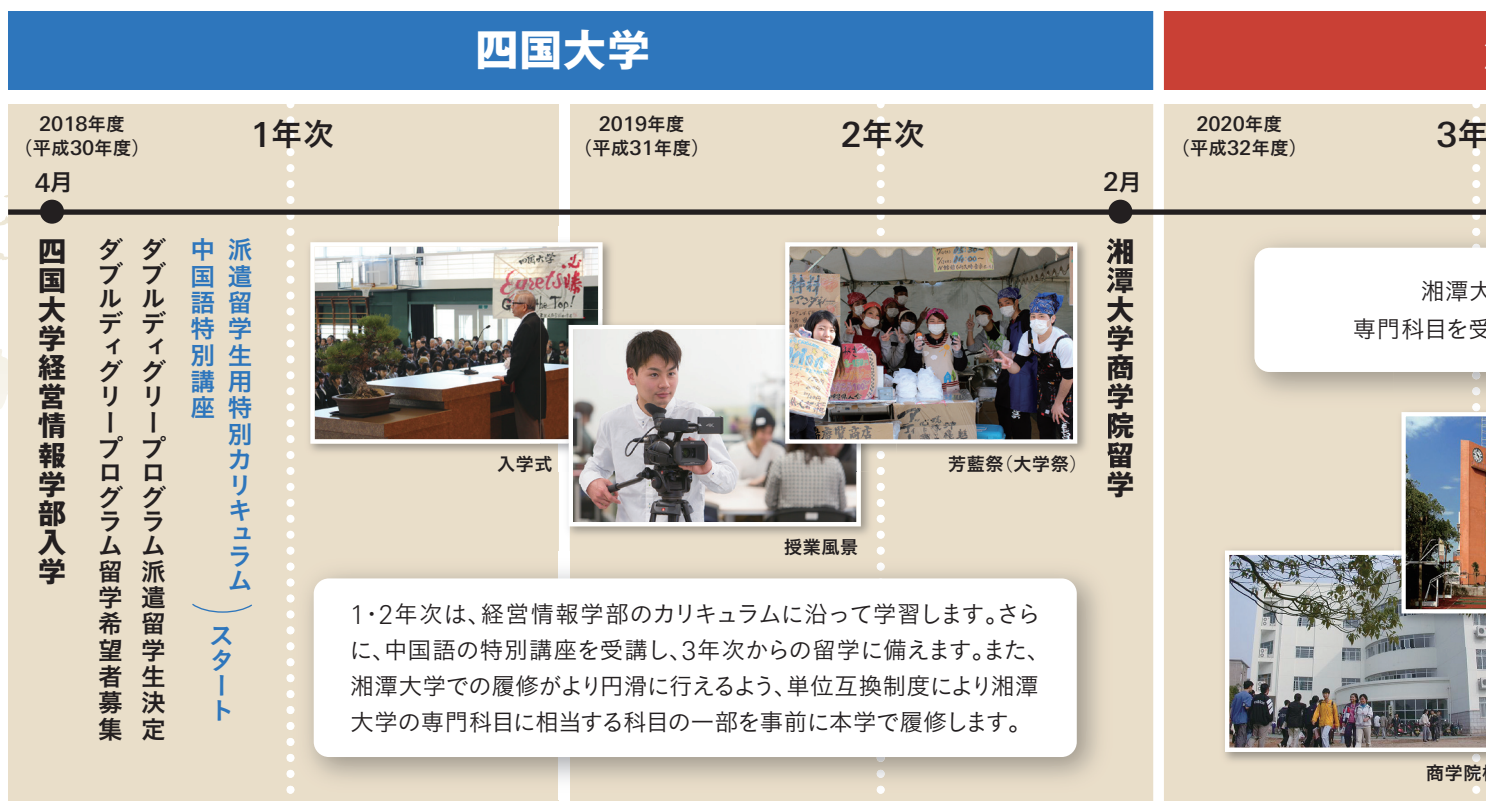 四国大学
2018年度
（平成30年度）
1年次
2019年度
（平成31年度）
2年次
2020年度
（平成32年度）
3年
4月
2月
四国大学経営情報学部入学
ダブルディグリープログラム派遣留学生決定
ダブルディグリープログラム留学希望者募集
派遣留学生用特別カリキュラム
中国語特別講座
スタート
四国大学
必勝
Egrets
Go to the Top!
入学式
授業風景
芳藍祭（大学祭）
湘潭大学商学院留学
1・2年次は、経営情報学部のカリキュラムに沿って学習します。さら
に、中国語の特別講座を受講し、3年次からの留学に備えます。また、
湘潭大学での履修がより円滑に行えるよう、単位互換制度により湘潭
大学の専門科目に相当する科目の一部を事前に本学で履修します。
湘潭大
専門科目を受
商学院